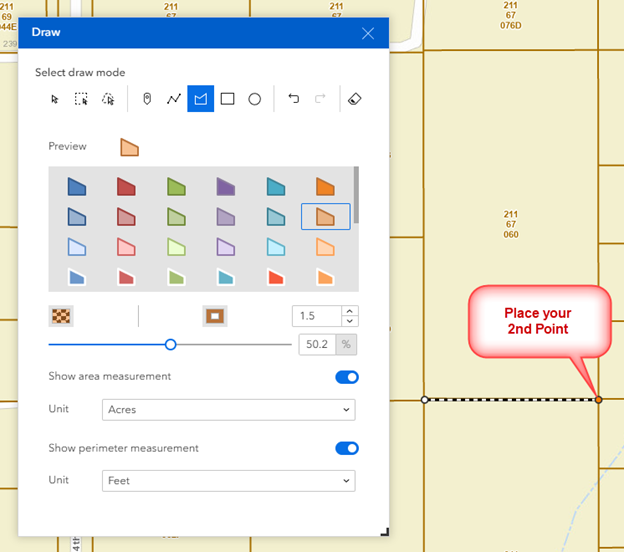 211
69
44E
239
211
67
211
67
211
67
076D
Draw
Select draw mode
Preview
1.5
50.2 %
Show area measurement
Unit Acres
Show perimeter measurement
Unit Feet
211
67
060
Place your
2nd Point
4th
211